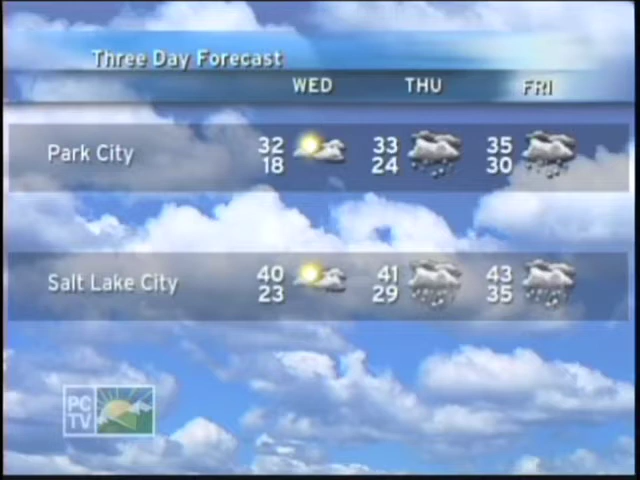 Three Day Forecast
WED THU FRI
Park City 32 33 35
18 24 30
Salt Lake City 40 41 43
23 29 35
PC
TV